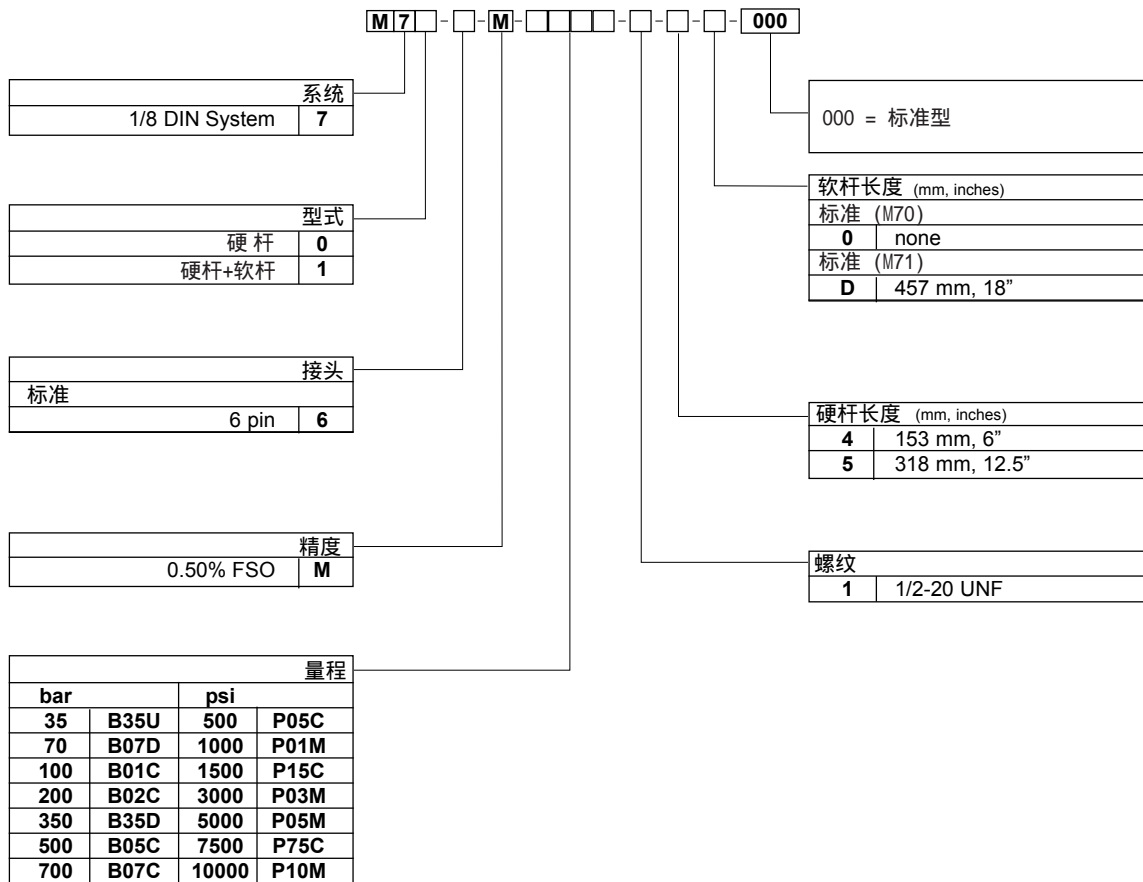 M 7 - - M - - - - - 000
系统
1/8 DIN System 7
型式
硬 杆 0
硬杆+软杆 1
接头
标准
6 pin 6
精度
0.50% FSO M
量程
bar psi
35 B35U 500 P05C
70 B07D 1000 P01M
100 B01C 1500 P15C
200 B02C 3000 P03M
350 B35D 5000 P05M
500 B05C 7500 P75C
700 B07C 10000 P10M
000 = 标准型
软杆长度 (mm, inches)
标准 (M70)
0 none
标准 (M71)
D 457 mm, 18”
硬杆长度 (mm, inches)
4 153 mm, 6”
5 318 mm, 12.5”
螺纹
1 1/2-20 UNF